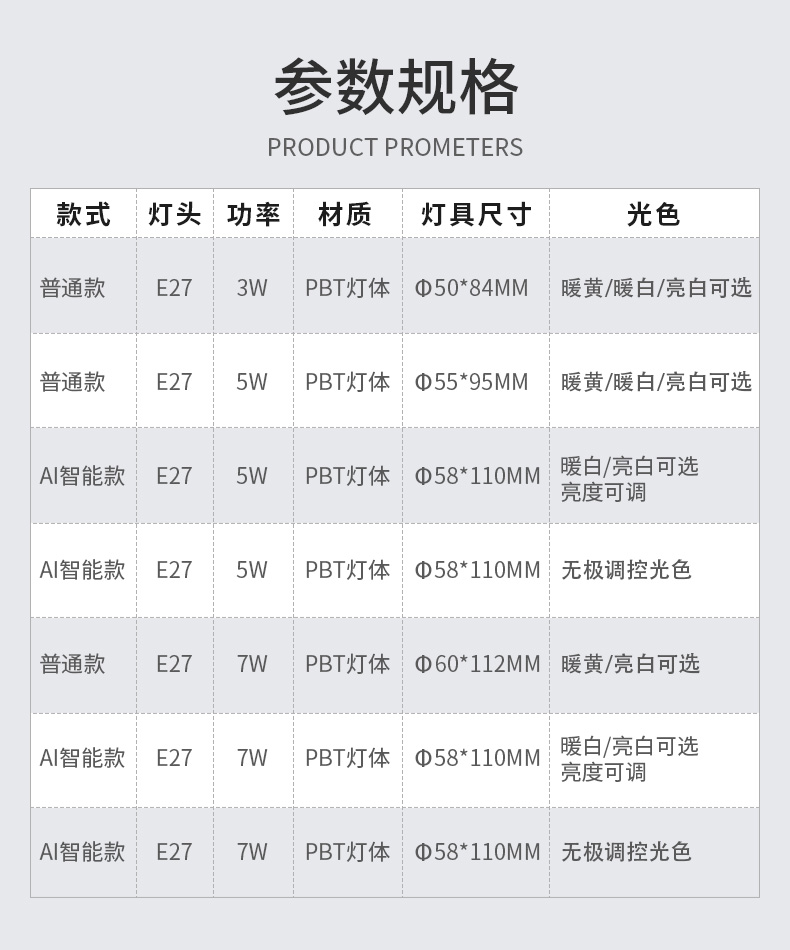 参数规格
PRODUCT PROMETERS
款式 灯头 功率 材质 灯具尺寸 光色
普通款 E27 3W PBT灯体 Φ50*84MM 暖黄/暖白/亮白可选
普通款 E27 5W PBT灯体 Φ55*95MM 暖黄/暖白/亮白可选
AI智能款 E27 5W PBT灯体 Φ58*110MM 暖白/亮白可选
亮度可调
AI智能款 E27 5W PBT灯体 Φ58*110MM 无极调控光色
普通款 E27 7W PBT灯体 Φ60*112MM 暖黄/亮白可选
AI智能款 E27 7W PBT灯体 Φ58*110MM 暖白/亮白可选
亮度可调
AI智能款 E27 7W PBT灯体 Φ58*110MM 无极调控光色